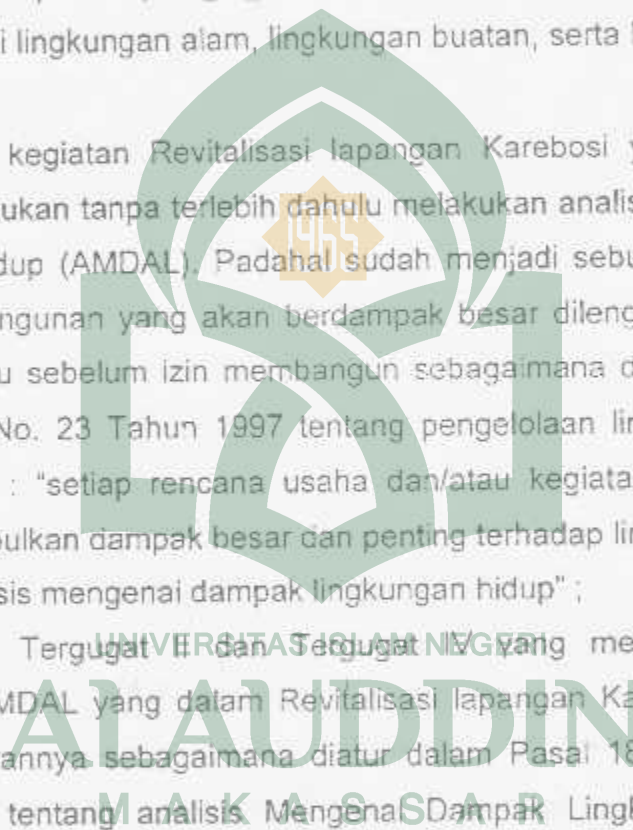 i lingkungan alam, lingkungan buatan, serta
kegiatan Revitalisasi lapangan Karebosi
ukan tanpa terlebih dahulu melakukan analis
dup (AMDAL). Padahal sudah menjadi sebu
ngunan yang akan berdampak besar dileng
u sebelum izin membangun sebagaimana d
No. 23 Tahun 1997 tentang pengelolaan lin
: "setiap rencana usaha dan/atau kegiata
bulkan dampak besar dan penting terhadap lin
sis mengenai dampak lingkungan hidup" ;
Tergugat II dan Tergugat IV yang me
MDAL yang dalam Revitalisasi lapangan Ka
annya sebagaimana diatur dalam Pasal 18
tentang analisis Mengenai Dampak Lingk
1965
UNIVERSITAS ISLAM NEGERI
ALAUDDIN
MAKASSAR